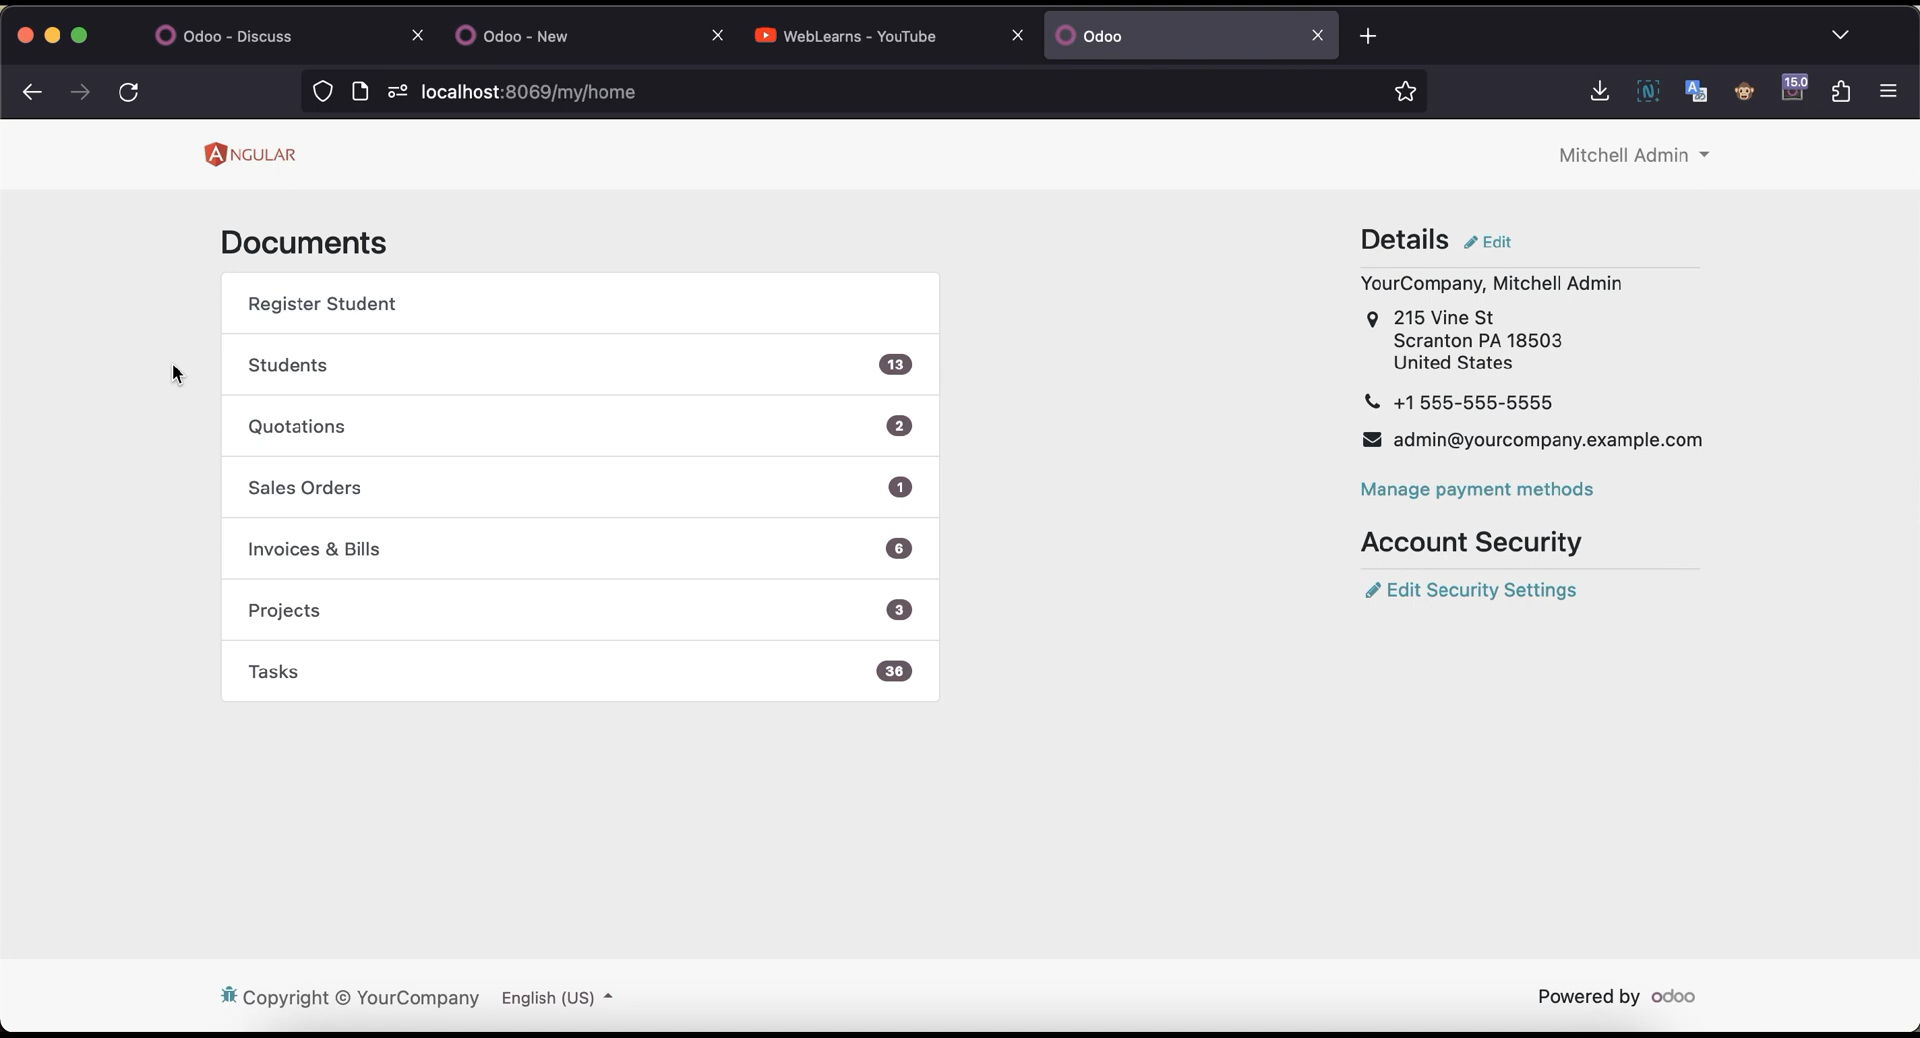 Odoo - Discuss
Odoo - New
WebLearns - YouTube
Odoo
localhost:8069/my/home
15.0
ANGULAR
Mitchell Admin
Documents
Register Student
Students 13
Quotations 2
Sales Orders 1
Invoices & Bills 6
Projects 3
Tasks 36
Details Edit
YourCompany, Mitchell Admin
215 Vine St
Scranton PA 18503
United States
+1 555-555-5555
admin@yourcompany.example.com
Manage payment methods
Account Security
Edit Security Settings
Copyright © YourCompany English (US)
Powered by odoo